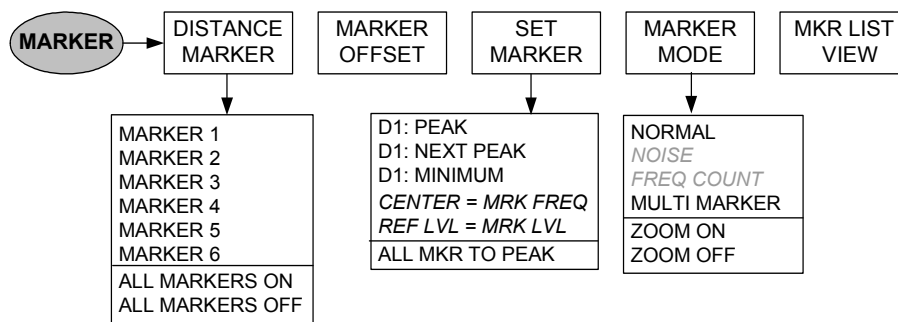 MARKER
DISTANCE
MARKER
MARKER
OFFSET
SET
MARKER
MARKER
MODE
MKR LIST
VIEW
MARKER 1
MARKER 2
MARKER 3
MARKER 4
MARKER 5
MARKER 6
ALL MARKERS ON
ALL MARKERS OFF
D1: PEAK
D1: NEXT PEAK
D1: MINIMUM
CENTER = MRK FREQ
REF LVL = MRK LVL
ALL MKR TO PEAK
NORMAL
NOISE
FREQ COUNT
MULTI MARKER
ZOOM ON
ZOOM OFF